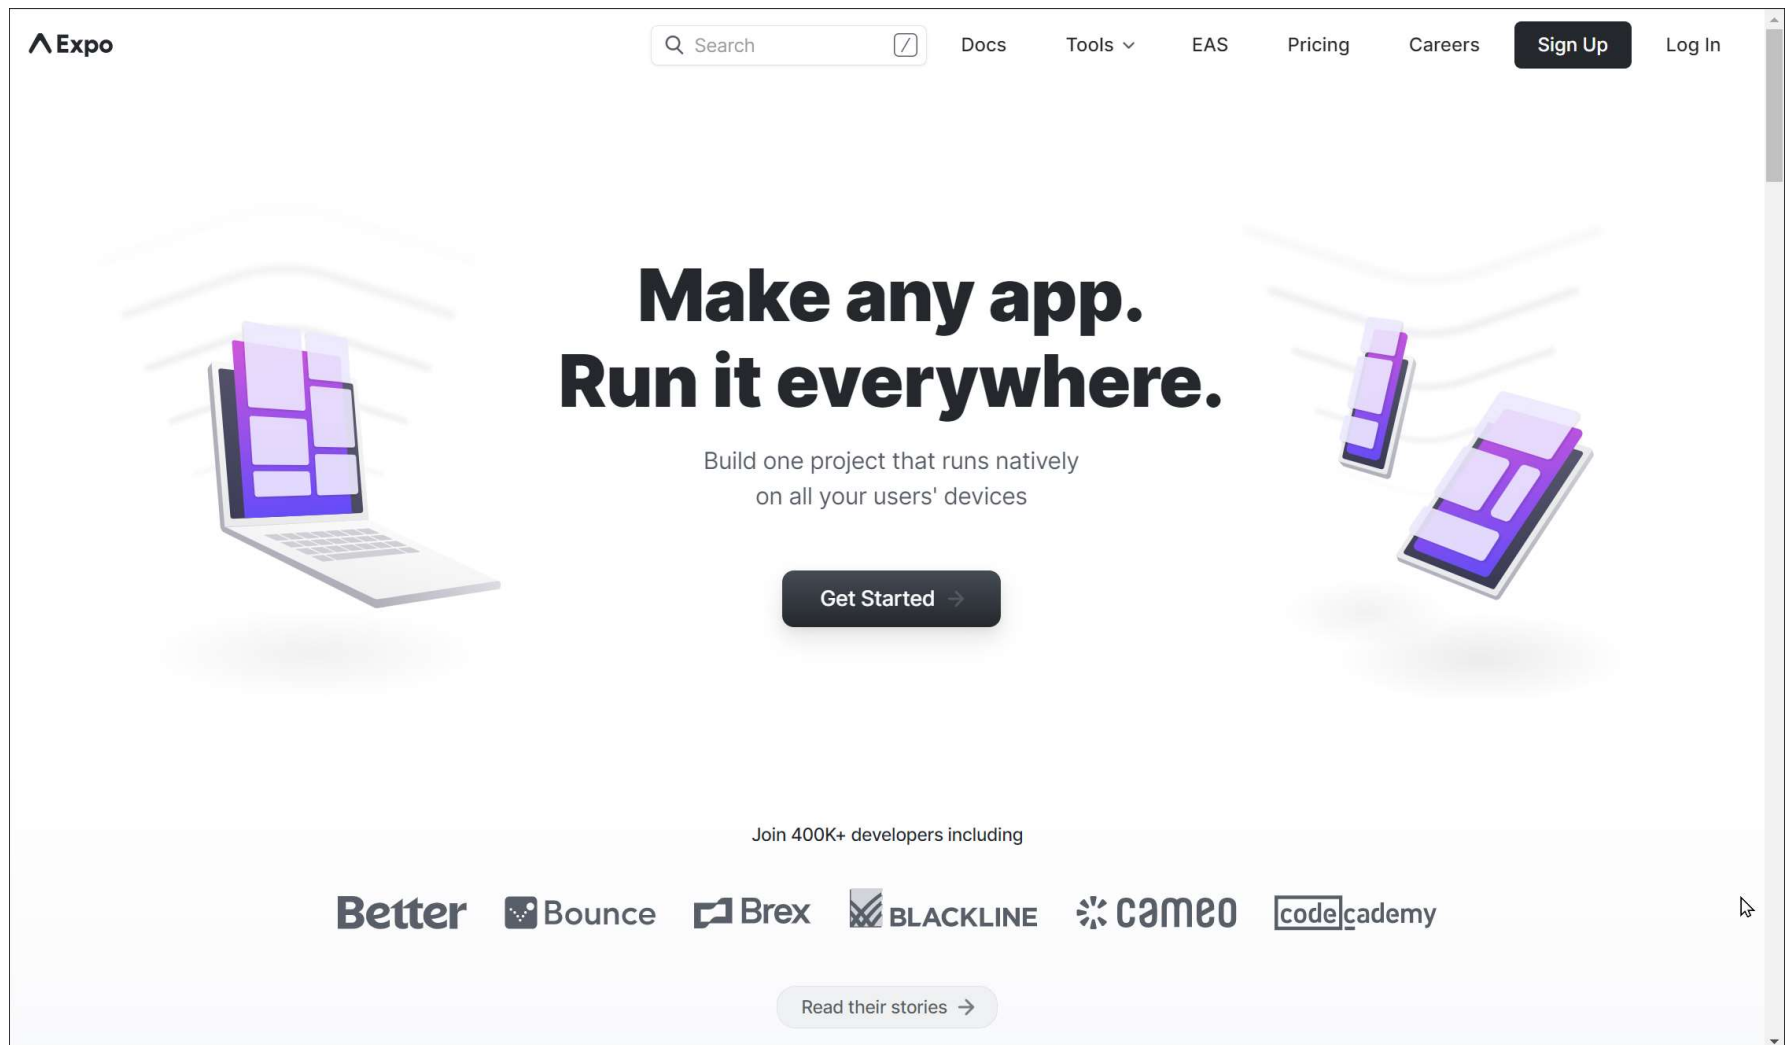 Expo
Search /
Docs
Tools
EAS
Pricing
Careers
Sign Up
Log In
Make any app.
Run it everywhere.
Build one project that runs natively
on all your users' devices
Get Started
Join 400K+ developers including
Better
Bounce
Brex
BLACKLINE
cameo
codecademy
Read their stories